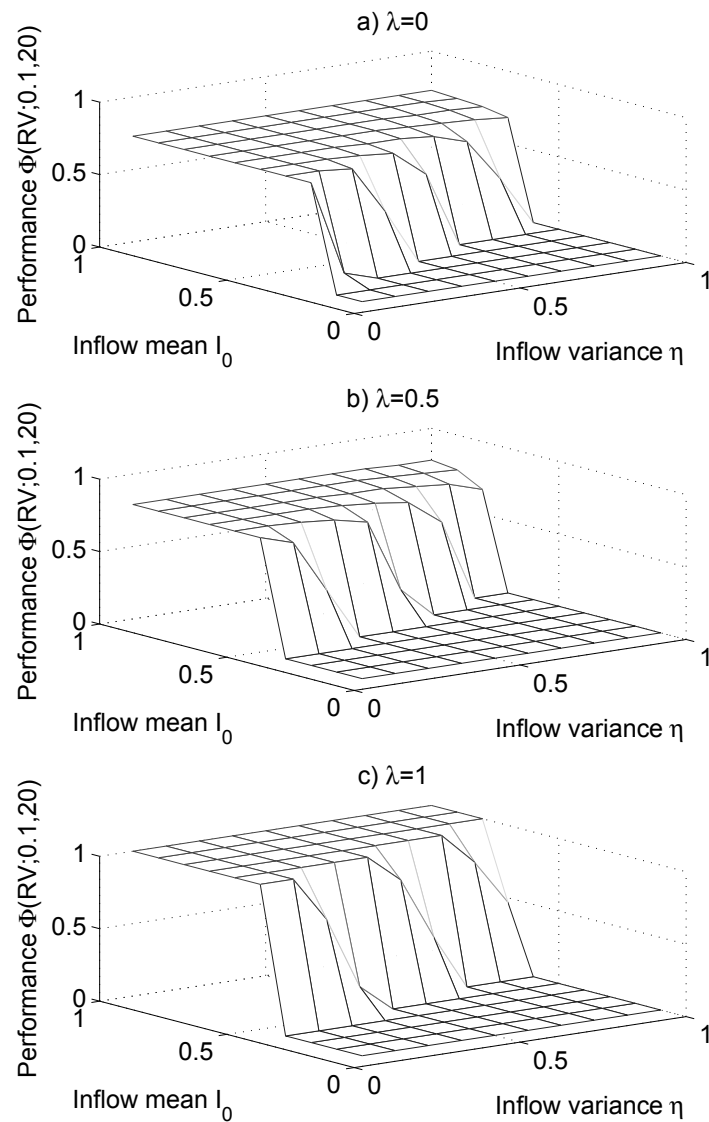 a) λ=0
Performance Φ(RV;0.1,20)
1
0.5
0
1
0.5
0
Inflow mean I₀
0
0.5
1
Inflow variance η
b) λ=0.5
Performance Φ(RV;0.1,20)
1
0.5
0
1
0.5
0
Inflow mean I₀
0
0.5
1
Inflow variance η
c) λ=1
Performance Φ(RV;0.1,20)
1
0.5
0
1
0.5
0
Inflow mean I₀
0
0.5
1
Inflow variance η